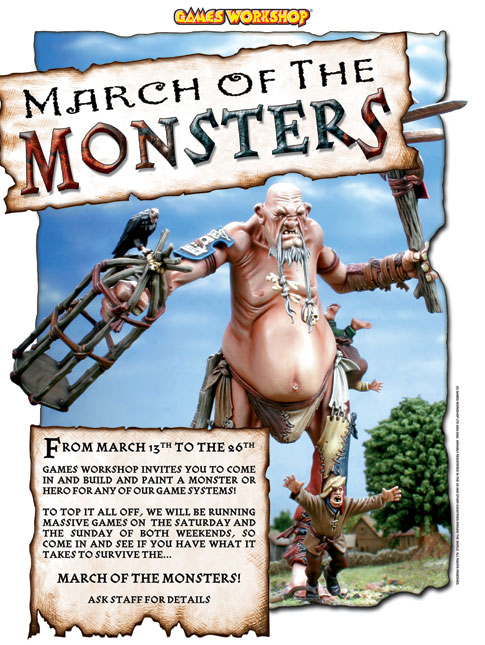 GAMES WORKSHOP®
MARCH OF THE
MONSTERS
FROM MARCH 13TH TO THE 26TH
GAMES WORKSHOP INVITES YOU TO COME
IN AND BUILD AND PAINT A MONSTER OR
HERO FOR ANY OF OUR GAME SYSTEMS!
TO TOP IT ALL OFF, WE WILL BE RUNNING
MASSIVE GAMES ON THE SATURDAY AND
THE SUNDAY OF BOTH WEEKENDS, SO
COME IN AND SEE IF YOU HAVE WHAT IT
TAKES TO SURVIVE THE...
MARCH OF THE MONSTERS!
ASK STAFF FOR DETAILS